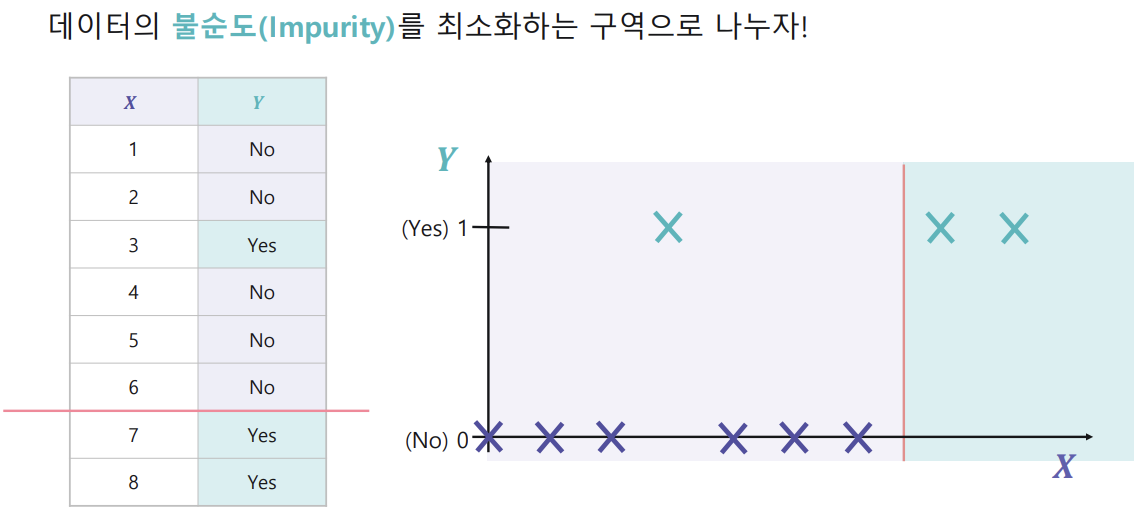 데이터의 불순도(Impurity)를 최소화하는 구역으로 나누자!
X Y
1 No
2 No
3 Yes
4 No
5 No
6 No
7 Yes
8 Yes
Y
(Yes) 1
(No) 0
X